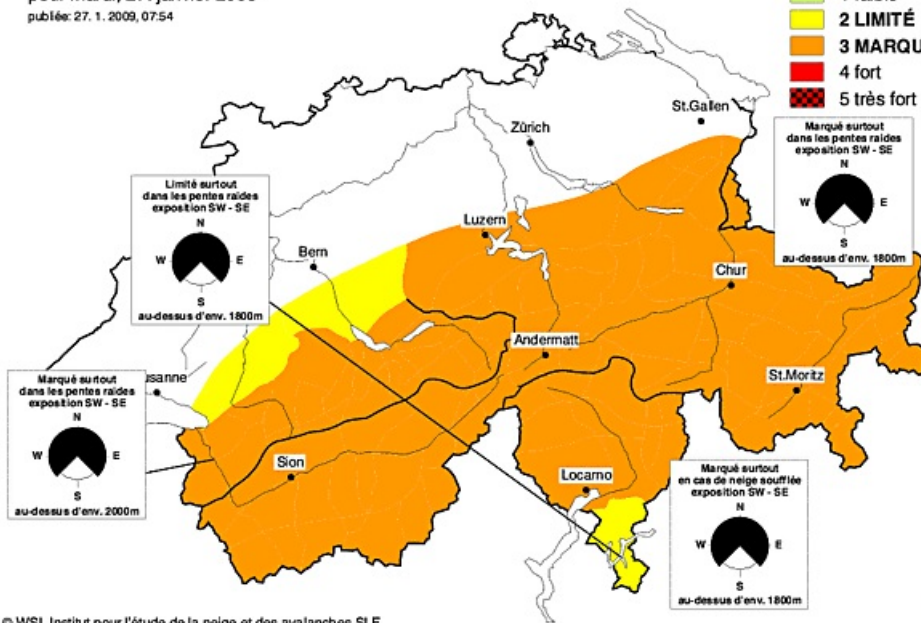 publiée: 27. 1. 2009, 07:54
2 LIMITÉ
3 MARQU
4 fort
5 très fort
St.Gallen
Zürich
Marqué surtout
dans les pentes raides
exposition SW - SE
N
W E
S
au-dessus d'env. 1800m
Limité surtout
dans les pentes raides
exposition SW - SE
N
W E
S
au-dessus d'env. 1800m
Luzern
Bern
Chur
Andermatt
St.Moritz
usanne
Marqué surtout
dans les pentes raides
exposition SW - SE
N
W E
S
au-dessus d'env. 2000m
Sion
Locarno
Marqué surtout
en cas de neige soufflée
exposition SW - SE
N
W E
S
au-dessus d'env. 1800m
© WSL Institut pour l'étude de la neige et des avalanches SLF